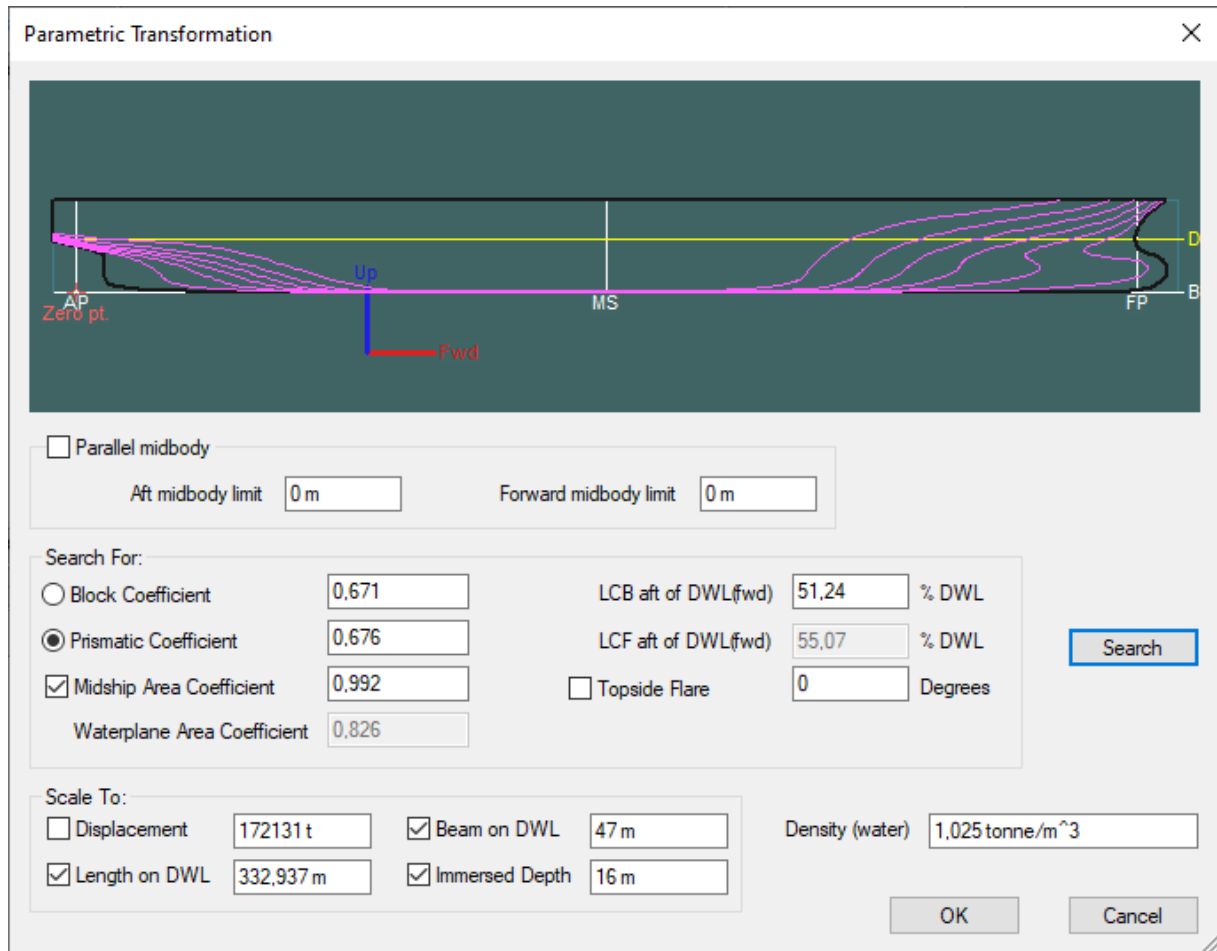 Parametric Transformation
Up
D
AP
MS
FP
B
Zero pt.
Fwd
Parallel midbody
Aft midbody limit 0 m Forward midbody limit 0 m
Search For:
Block Coefficient 0,671 LCB aft of DWL(fwd) 51,24 % DWL
Prismatic Coefficient 0,676 LCF aft of DWL(fwd) 55,07 % DWL Search
Midship Area Coefficient 0,992 Topside Flare 0 Degrees
Waterplane Area Coefficient 0,826
Scale To:
Displacement 172131 t Beam on DWL 47 m Density (water) 1,025 tonne/m^3
Length on DWL 332,937 m Immersed Depth 16 m
OK Cancel